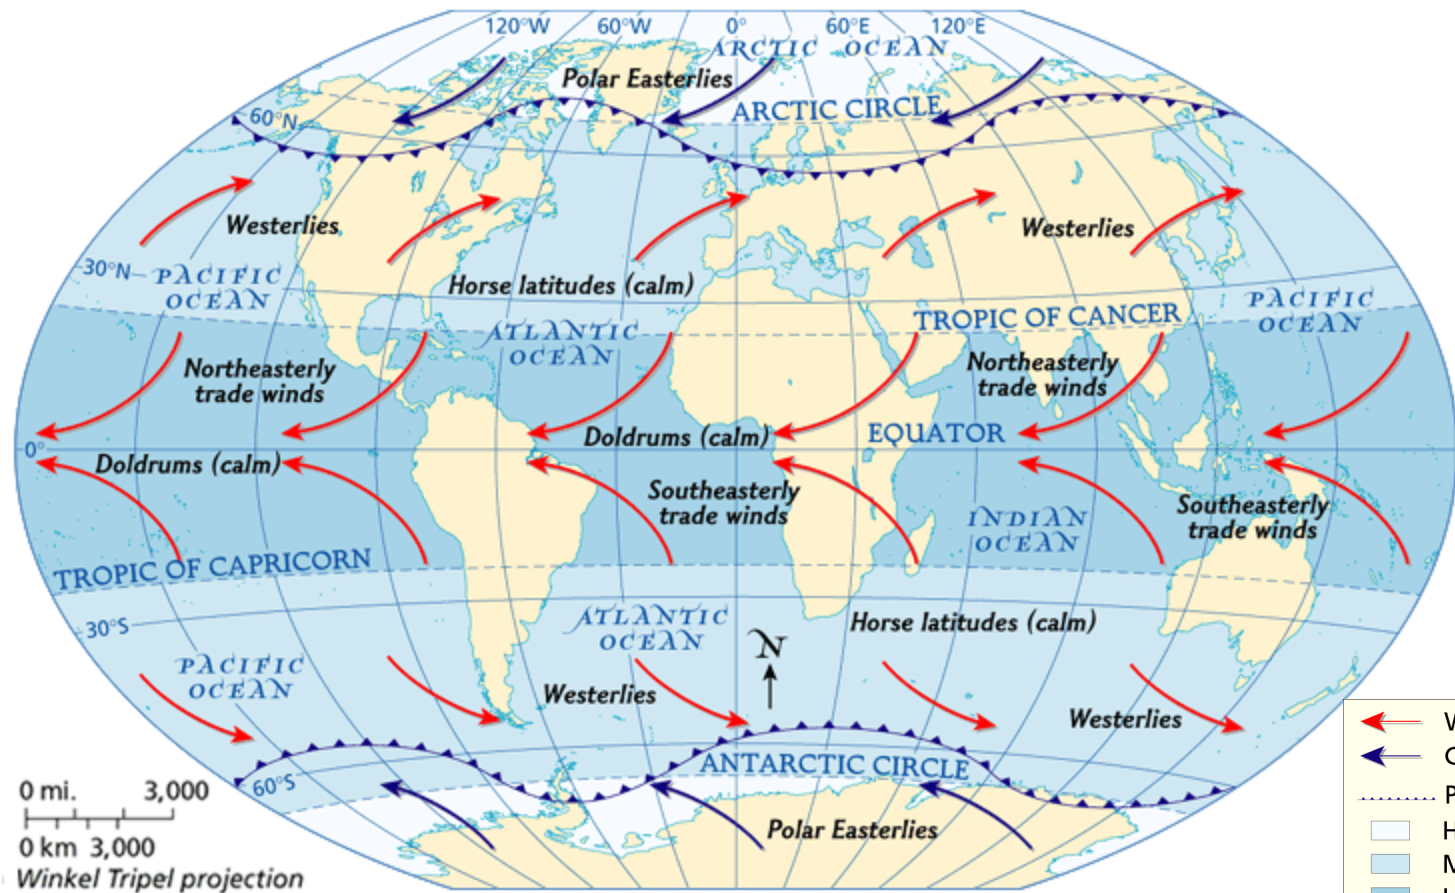 120°W 60°W 0° 60°E 120°E
ARCTIC OCEAN
Polar Easterlies
ARCTIC CIRCLE
60°N
Westerlies
Westerlies
30°N
PACIFIC
OCEAN
Horse latitudes (calm)
ATLANTIC
OCEAN
TROPIC OF CANCER
PACIFIC
OCEAN
Northeasterly
trade winds
Northeasterly
trade winds
0°
Doldrums (calm)
Doldrums (calm)
EQUATOR
Southeasterly
trade winds
INDIAN
OCEAN
Southeasterly
trade winds
TROPIC OF CAPRICORN
30°S
ATLANTIC
OCEAN
Horse latitudes (calm)
N
PACIFIC
OCEAN
Westerlies
Westerlies
60°S
ANTARCTIC CIRCLE
Polar Easterlies
0 mi. 3,000
0 km 3,000
Winkel Tripel projection
P
H
M